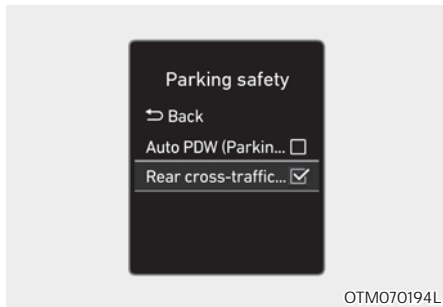 Parking safety
Back
Auto PDW (Parkin...
Rear cross-traffic...
OTM070194L